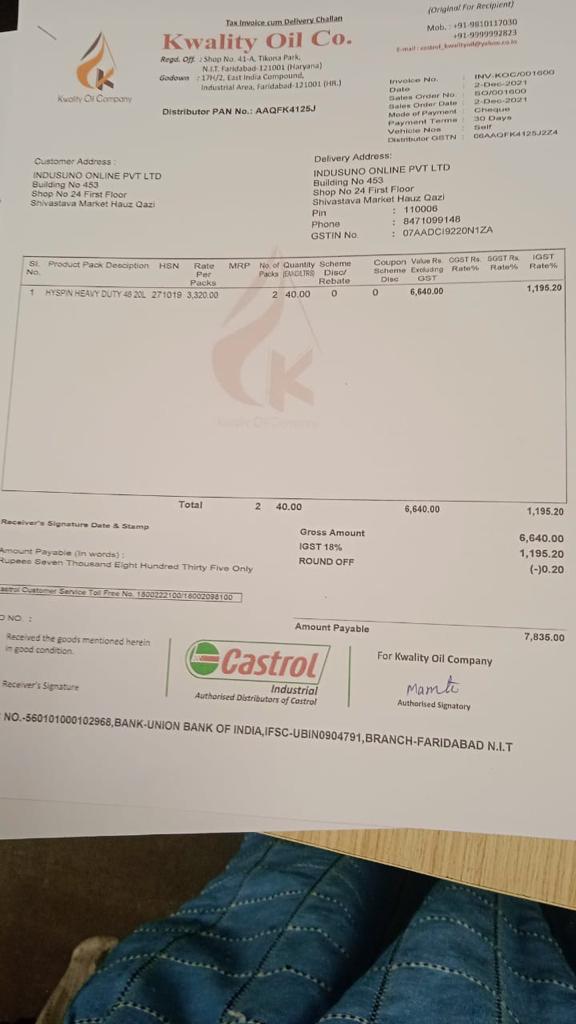 (Original For Recipient)
Tax Invoice cum Delivery Challan
Kwality Oil Co.
Mob. : +91-9810117030
+91-9999992823
E-mail : castrol_kwalityoil@yahoo.co.in
Kwality Oil Company
Regd. Off. : Shop No. 41-A, Tikona Park,
N.I.T. Faridabad-121001 (Haryana)
Godown : 17H/2, East India Compound,
Industrial Area, Faridabad-121001 (HR.)
Distributor PAN No.: AAQFK4125J
Invoice No. : INV-KOC/001600
Date : 2-Dec-2021
Sales Order No. : SO/001600
Sales Order Date : 2-Dec-2021
Mode of Payment : Cheque
Payment Terms : 30 Days
Vehicle Nos : Self
Distributor GSTN : 06AAQFK4125J2Z4
Customer Address :
INDUSUNO ONLINE PVT LTD
Building No 453
Shop No 24 First Floor
Shivastava Market Hauz Qazi
Delivery Address:
INDUSUNO ONLINE PVT LTD
Building No 453
Shop No 24 First Floor
Shivastava Market Hauz Qazi
Pin : 110006
Phone : 8471099148
GSTIN No. : 07AADCI9220N1ZA
Sl. No. Product Pack Desciption HSN Rate Per Packs MRP No. of Packs Quantity Scheme Disc/ Rebate Coupon Scheme Disc Value Rs. Excluding GST CGST Rs. Rate% SGST Rs. Rate% IGST Rate%
1 HYSPIN HEAVY DUTY 46 20L 271019 3,320.00 2 40.00 0 0 6,640.00 1,195.20
Kwality Oil Company
Total 2 40.00 6,640.00 1,195.20
Receiver's Signature Date & Stamp
Gross Amount 6,640.00
IGST 18% 1,195.20
ROUND OFF (-)0.20
Amount Payable (In words) :
Rupees Seven Thousand Eight Hundred Thirty Five Only
Castrol Customer Service Toll Free No. 1800222100/18002098100
O NO. :
Amount Payable 7,835.00
Received the goods mentioned herein
in good condition.
Receiver's Signature
Castrol
Industrial
Authorised Distributors of Castrol
For Kwality Oil Company
Mamta
Authorised Signatory
NO.-560101000102968,BANK-UNION BANK OF INDIA,IFSC-UBIN0904791,BRANCH-FARIDABAD N.I.T